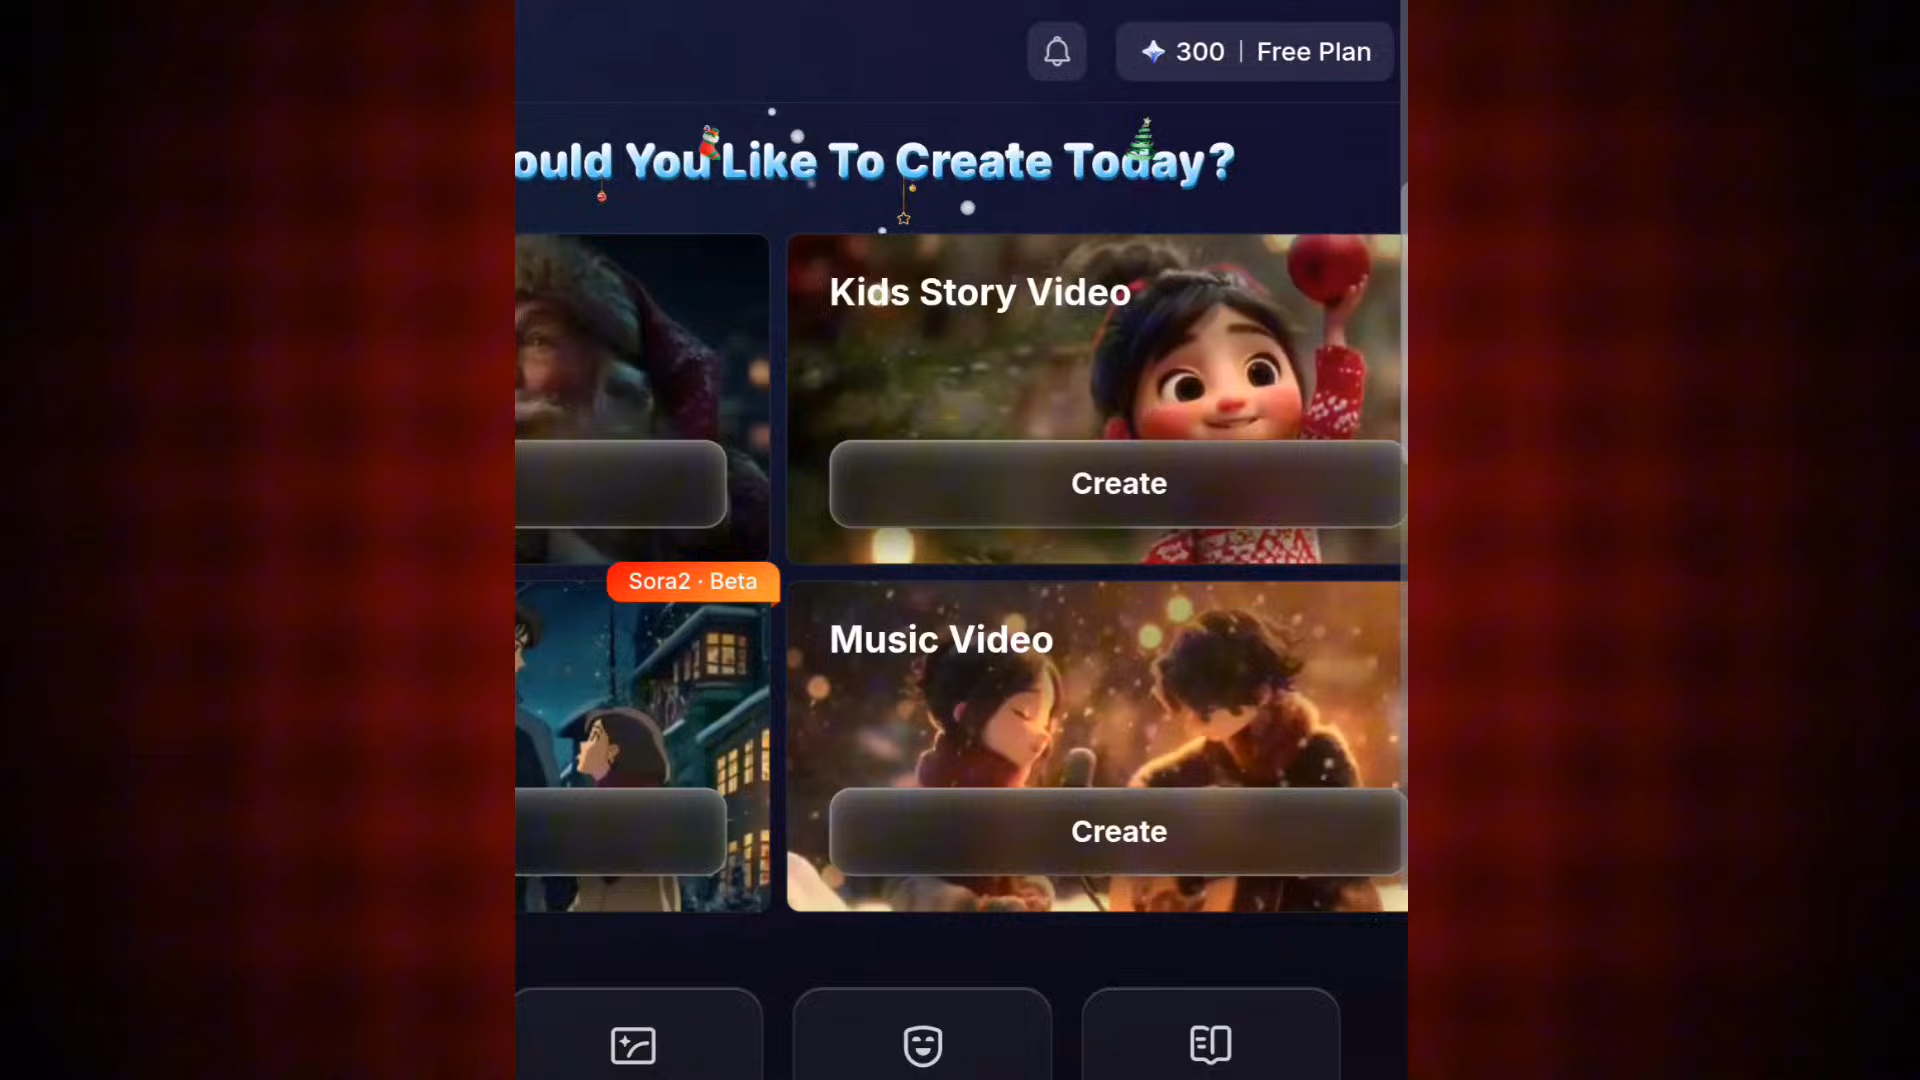 300 | Free Plan
ould You Like To Create Today?
Kids Story Video
Create
Sora2 · Beta
Music Video
Create